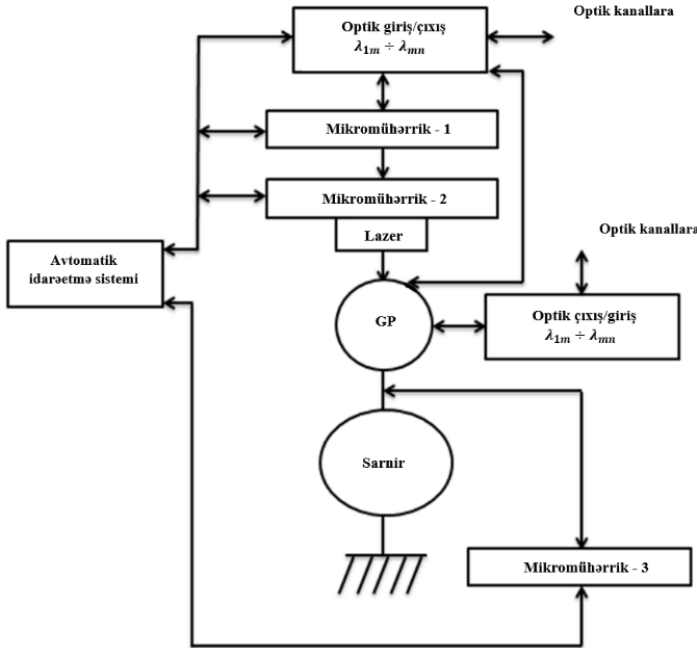 Optik kanallara
Optik giriş/çıxış
λ1m ÷ λmn
Mikromühərrik - 1
Mikromühərrik - 2
Lazer
Optik kanallara
Avtomatik
idarəetmə sistemi
GP
Optik çıxış/giriş
λ1m ÷ λmn
Sarnir
Mikromühərrik - 3